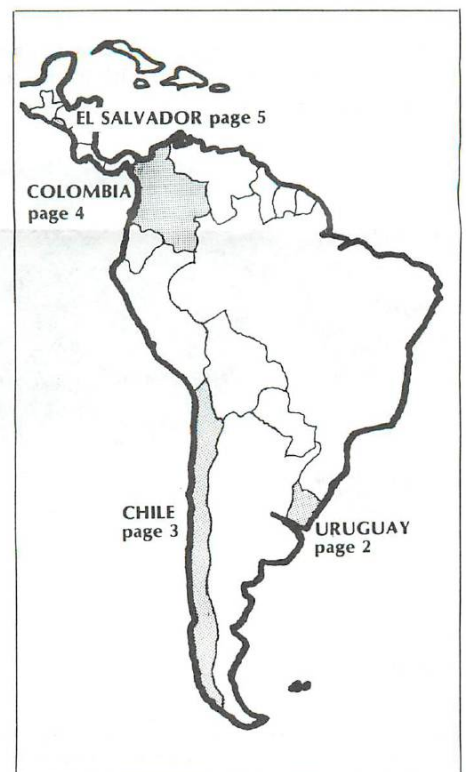 EL SALVADOR page 5
COLOMBIA
page 4
CHILE
page 3
URUGUAY
page 2